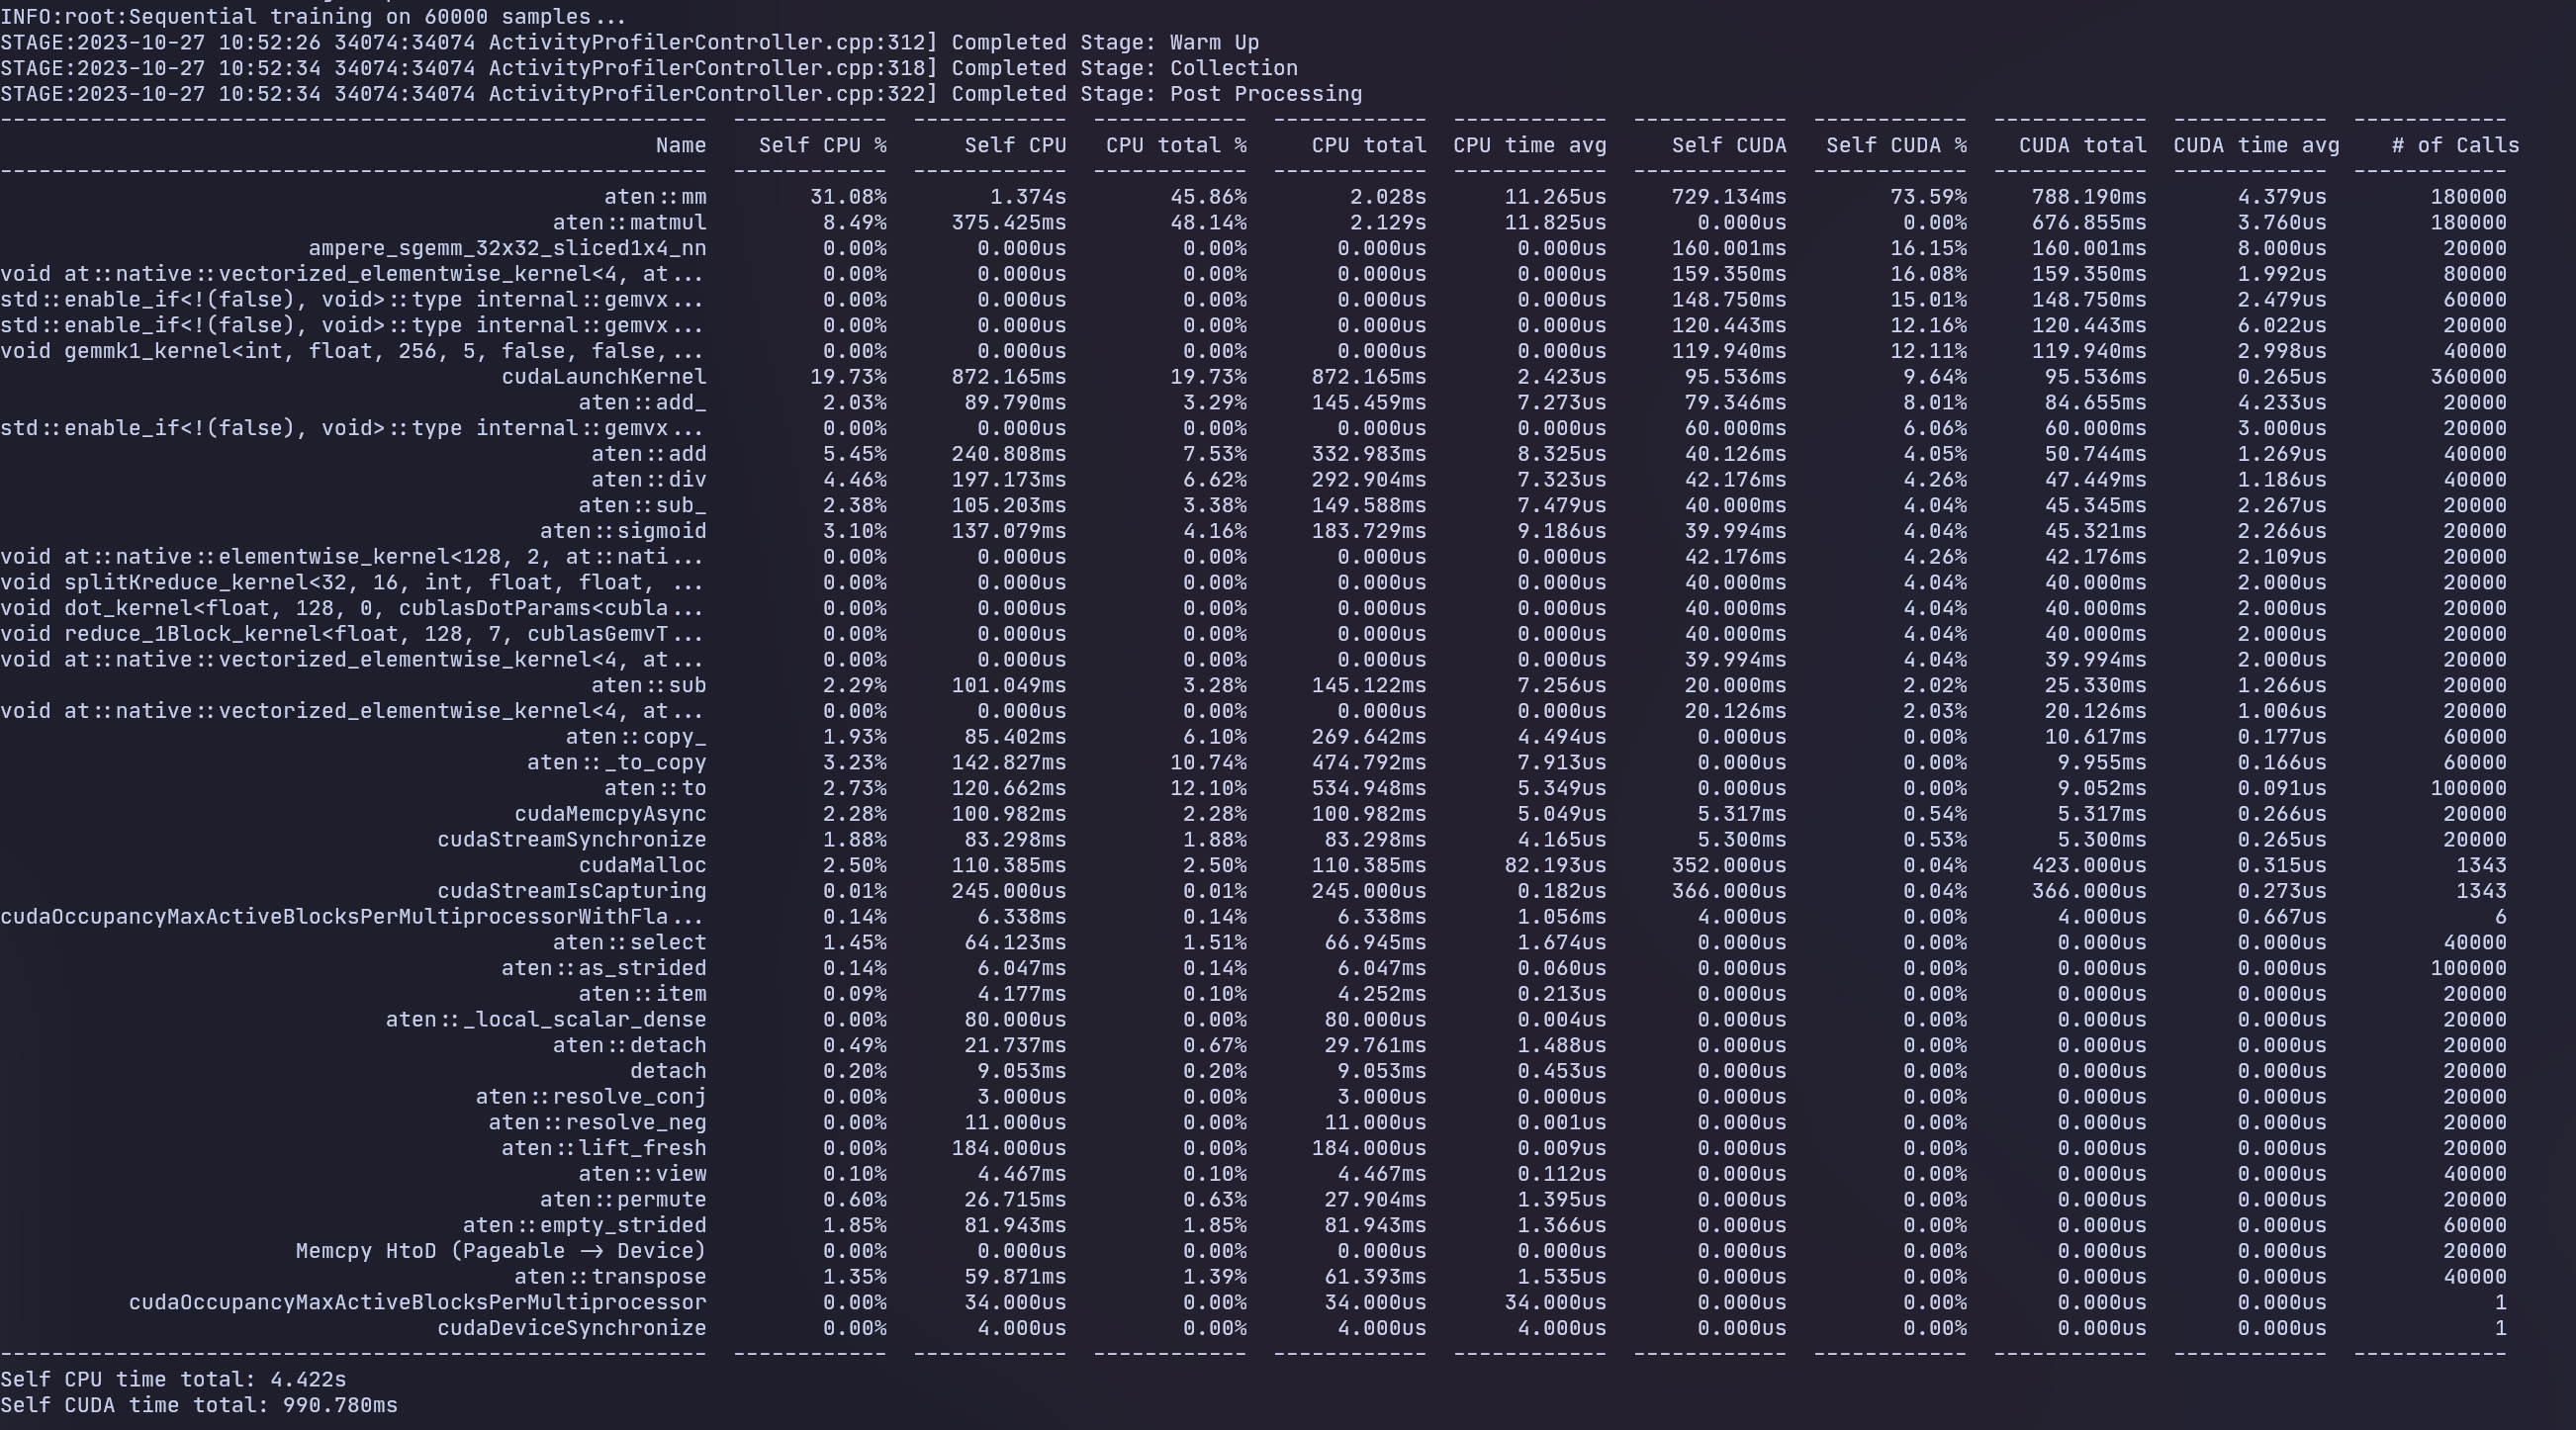 INFO:root:Sequential training on 60000 samples...
STAGE:2023-10-27 10:52:26 34074:34074 ActivityProfilerController.cpp:312] Completed Stage: Warm Up
STAGE:2023-10-27 10:52:34 34074:34074 ActivityProfilerController.cpp:318] Completed Stage: Collection
STAGE:2023-10-27 10:52:34 34074:34074 ActivityProfilerController.cpp:322] Completed Stage: Post Processing
-------------------------------------------------------  ------------  ------------  ------------  ------------  ------------  ------------  ------------  ------------  ------------  ------------
Name  Self CPU %  Self CPU  CPU total %  CPU total  CPU time avg  Self CUDA  Self CUDA %  CUDA total  CUDA time avg  # of Calls
-------------------------------------------------------  ------------  ------------  ------------  ------------  ------------  ------------  ------------  ------------  ------------  ------------
aten::mm  31.08%  1.374s  45.86%  2.028s  11.265us  729.134ms  73.59%  788.190ms  4.379us  180000
aten::matmul  8.49%  375.425ms  48.14%  2.129s  11.825us  0.000us  0.00%  676.855ms  3.760us  180000
ampere_sgemm_32x32_sliced1x4_nn  0.00%  0.000us  0.00%  0.000us  0.000us  160.001ms  16.15%  160.001ms  8.000us  20000
void at::native::vectorized_elementwise_kernel<4, at...  0.00%  0.000us  0.00%  0.000us  0.000us  159.350ms  16.08%  159.350ms  1.992us  80000
std::enable_if<!(false), void>::type internal::gemvx...  0.00%  0.000us  0.00%  0.000us  0.000us  148.750ms  15.01%  148.750ms  2.479us  60000
std::enable_if<!(false), void>::type internal::gemvx...  0.00%  0.000us  0.00%  0.000us  0.000us  120.443ms  12.16%  120.443ms  6.022us  20000
void gemmk1_kernel<int, float, 256, 5, false, false,...  0.00%  0.000us  0.00%  0.000us  0.000us  119.940ms  12.11%  119.940ms  2.998us  40000
cudaLaunchKernel  19.73%  872.165ms  19.73%  872.165ms  2.423us  95.536ms  9.64%  95.536ms  0.265us  360000
aten::add_  2.03%  89.790ms  3.29%  145.459ms  7.273us  79.346ms  8.01%  84.655ms  4.233us  20000
std::enable_if<!(false), void>::type internal::gemvx...  0.00%  0.000us  0.00%  0.000us  0.000us  60.000ms  6.06%  60.000ms  3.000us  20000
aten::add  5.45%  240.808ms  7.53%  332.983ms  8.325us  40.126ms  4.05%  50.744ms  1.269us  40000
aten::div  4.46%  197.173ms  6.62%  292.904ms  7.323us  42.176ms  4.26%  47.449ms  1.186us  40000
aten::sub_  2.38%  105.203ms  3.38%  149.588ms  7.479us  40.000ms  4.04%  45.345ms  2.267us  20000
aten::sigmoid  3.10%  137.079ms  4.16%  183.729ms  9.186us  39.994ms  4.04%  45.321ms  2.266us  20000
void at::native::elementwise_kernel<128, 2, at::nati...  0.00%  0.000us  0.00%  0.000us  0.000us  42.176ms  4.26%  42.176ms  2.109us  20000
void splitKreduce_kernel<32, 16, int, float, float, ...  0.00%  0.000us  0.00%  0.000us  0.000us  40.000ms  4.04%  40.000ms  2.000us  20000
void dot_kernel<float, 128, 0, cublasDotParams<cubla...  0.00%  0.000us  0.00%  0.000us  0.000us  40.000ms  4.04%  40.000ms  2.000us  20000
void reduce_1Block_kernel<float, 128, 7, cublasGemvT...  0.00%  0.000us  0.00%  0.000us  0.000us  40.000ms  4.04%  40.000ms  2.000us  20000
void at::native::vectorized_elementwise_kernel<4, at...  0.00%  0.000us  0.00%  0.000us  0.000us  39.994ms  4.04%  39.994ms  2.000us  20000
aten::sub  2.29%  101.049ms  3.28%  145.122ms  7.256us  20.000ms  2.02%  25.330ms  1.266us  20000
void at::native::vectorized_elementwise_kernel<4, at...  0.00%  0.000us  0.00%  0.000us  0.000us  20.126ms  2.03%  20.126ms  1.006us  20000
aten::copy_  1.93%  85.402ms  6.10%  269.642ms  4.494us  0.000us  0.00%  10.617ms  0.177us  60000
aten::_to_copy  3.23%  142.827ms  10.74%  474.792ms  7.913us  0.000us  0.00%  9.955ms  0.166us  60000
aten::to  2.73%  120.662ms  12.10%  534.948ms  5.349us  0.000us  0.00%  9.052ms  0.091us  100000
cudaMemcpyAsync  2.28%  100.982ms  2.28%  100.982ms  5.049us  5.317ms  0.54%  5.317ms  0.266us  20000
cudaStreamSynchronize  1.88%  83.298ms  1.88%  83.298ms  4.165us  5.300ms  0.53%  5.300ms  0.265us  20000
cudaMalloc  2.50%  110.385ms  2.50%  110.385ms  82.193us  352.000us  0.04%  423.000us  0.315us  1343
cudaStreamIsCapturing  0.01%  245.000us  0.01%  245.000us  0.182us  366.000us  0.04%  366.000us  0.273us  1343
cudaOccupancyMaxActiveBlocksPerMultiprocessorWithFla...  0.14%  6.338ms  0.14%  6.338ms  1.056ms  4.000us  0.00%  4.000us  0.667us  6
aten::select  1.45%  64.123ms  1.51%  66.945ms  1.674us  0.000us  0.00%  0.000us  0.000us  40000
aten::as_strided  0.14%  6.047ms  0.14%  6.047ms  0.060us  0.000us  0.00%  0.000us  0.000us  100000
aten::item  0.09%  4.177ms  0.10%  4.252ms  0.213us  0.000us  0.00%  0.000us  0.000us  20000
aten::_local_scalar_dense  0.00%  80.000us  0.00%  80.000us  0.004us  0.000us  0.00%  0.000us  0.000us  20000
aten::detach  0.49%  21.737ms  0.67%  29.761ms  1.488us  0.000us  0.00%  0.000us  0.000us  20000
detach  0.20%  9.053ms  0.20%  9.053ms  0.453us  0.000us  0.00%  0.000us  0.000us  20000
aten::resolve_conj  0.00%  3.000us  0.00%  3.000us  0.000us  0.000us  0.00%  0.000us  0.000us  20000
aten::resolve_neg  0.00%  11.000us  0.00%  11.000us  0.001us  0.000us  0.00%  0.000us  0.000us  20000
aten::lift_fresh  0.00%  184.000us  0.00%  184.000us  0.009us  0.000us  0.00%  0.000us  0.000us  20000
aten::view  0.10%  4.467ms  0.10%  4.467ms  0.112us  0.000us  0.00%  0.000us  0.000us  40000
aten::permute  0.60%  26.715ms  0.63%  27.904ms  1.395us  0.000us  0.00%  0.000us  0.000us  20000
aten::empty_strided  1.85%  81.943ms  1.85%  81.943ms  1.366us  0.000us  0.00%  0.000us  0.000us  60000
Memcpy HtoD (Pageable -> Device)  0.00%  0.000us  0.00%  0.000us  0.000us  0.000us  0.00%  0.000us  0.000us  20000
aten::transpose  1.35%  59.871ms  1.39%  61.393ms  1.535us  0.000us  0.00%  0.000us  0.000us  40000
cudaOccupancyMaxActiveBlocksPerMultiprocessor  0.00%  34.000us  0.00%  34.000us  34.000us  0.000us  0.00%  0.000us  0.000us  1
cudaDeviceSynchronize  0.00%  4.000us  0.00%  4.000us  4.000us  0.000us  0.00%  0.000us  0.000us  1
-------------------------------------------------------  ------------  ------------  ------------  ------------  ------------  ------------  ------------  ------------  ------------  ------------
Self CPU time total: 4.422s
Self CUDA time total: 990.780ms